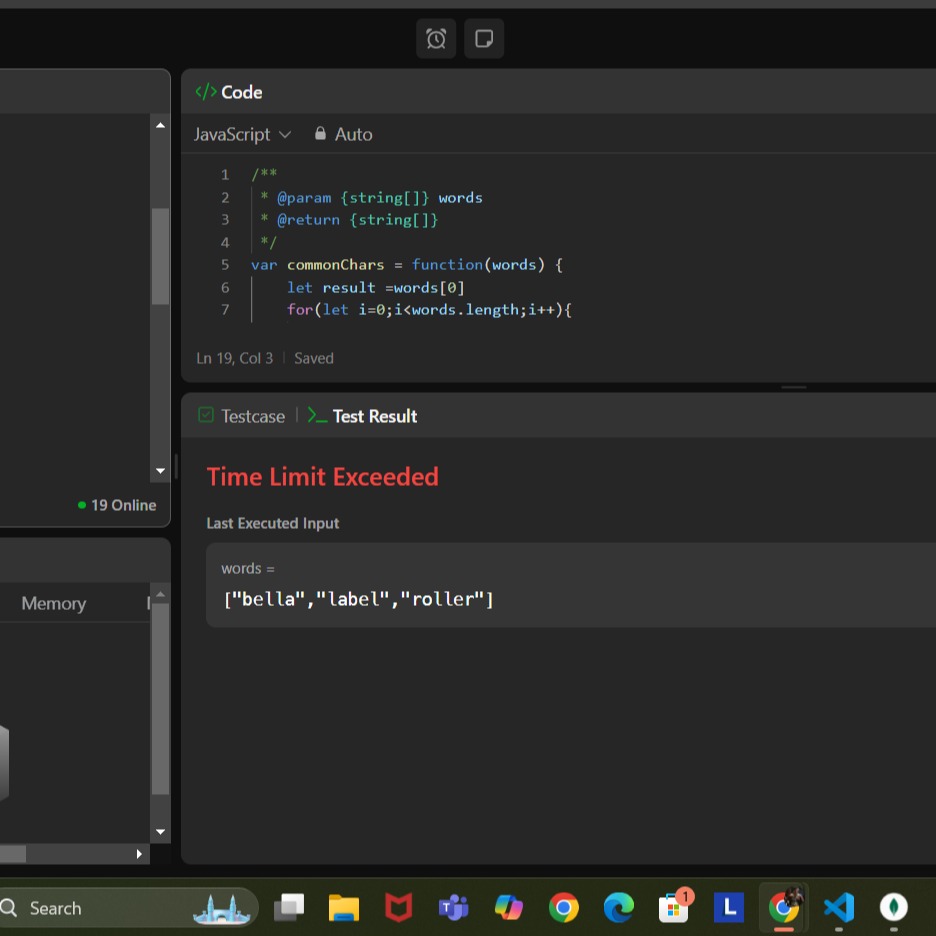 </> Code
JavaScript Auto
1 /**
2 * @param {string[]} words
3 * @return {string[]}
4 */
5 var commonChars = function(words) {
6 let result =words[0]
7 for(let i=0;i<words.length;i++){
Ln 19, Col 3 | Saved
Testcase | >_ Test Result
Time Limit Exceeded
Last Executed Input
words =
["bella","label","roller"]
19 Online
Memory
Search
T
1
L